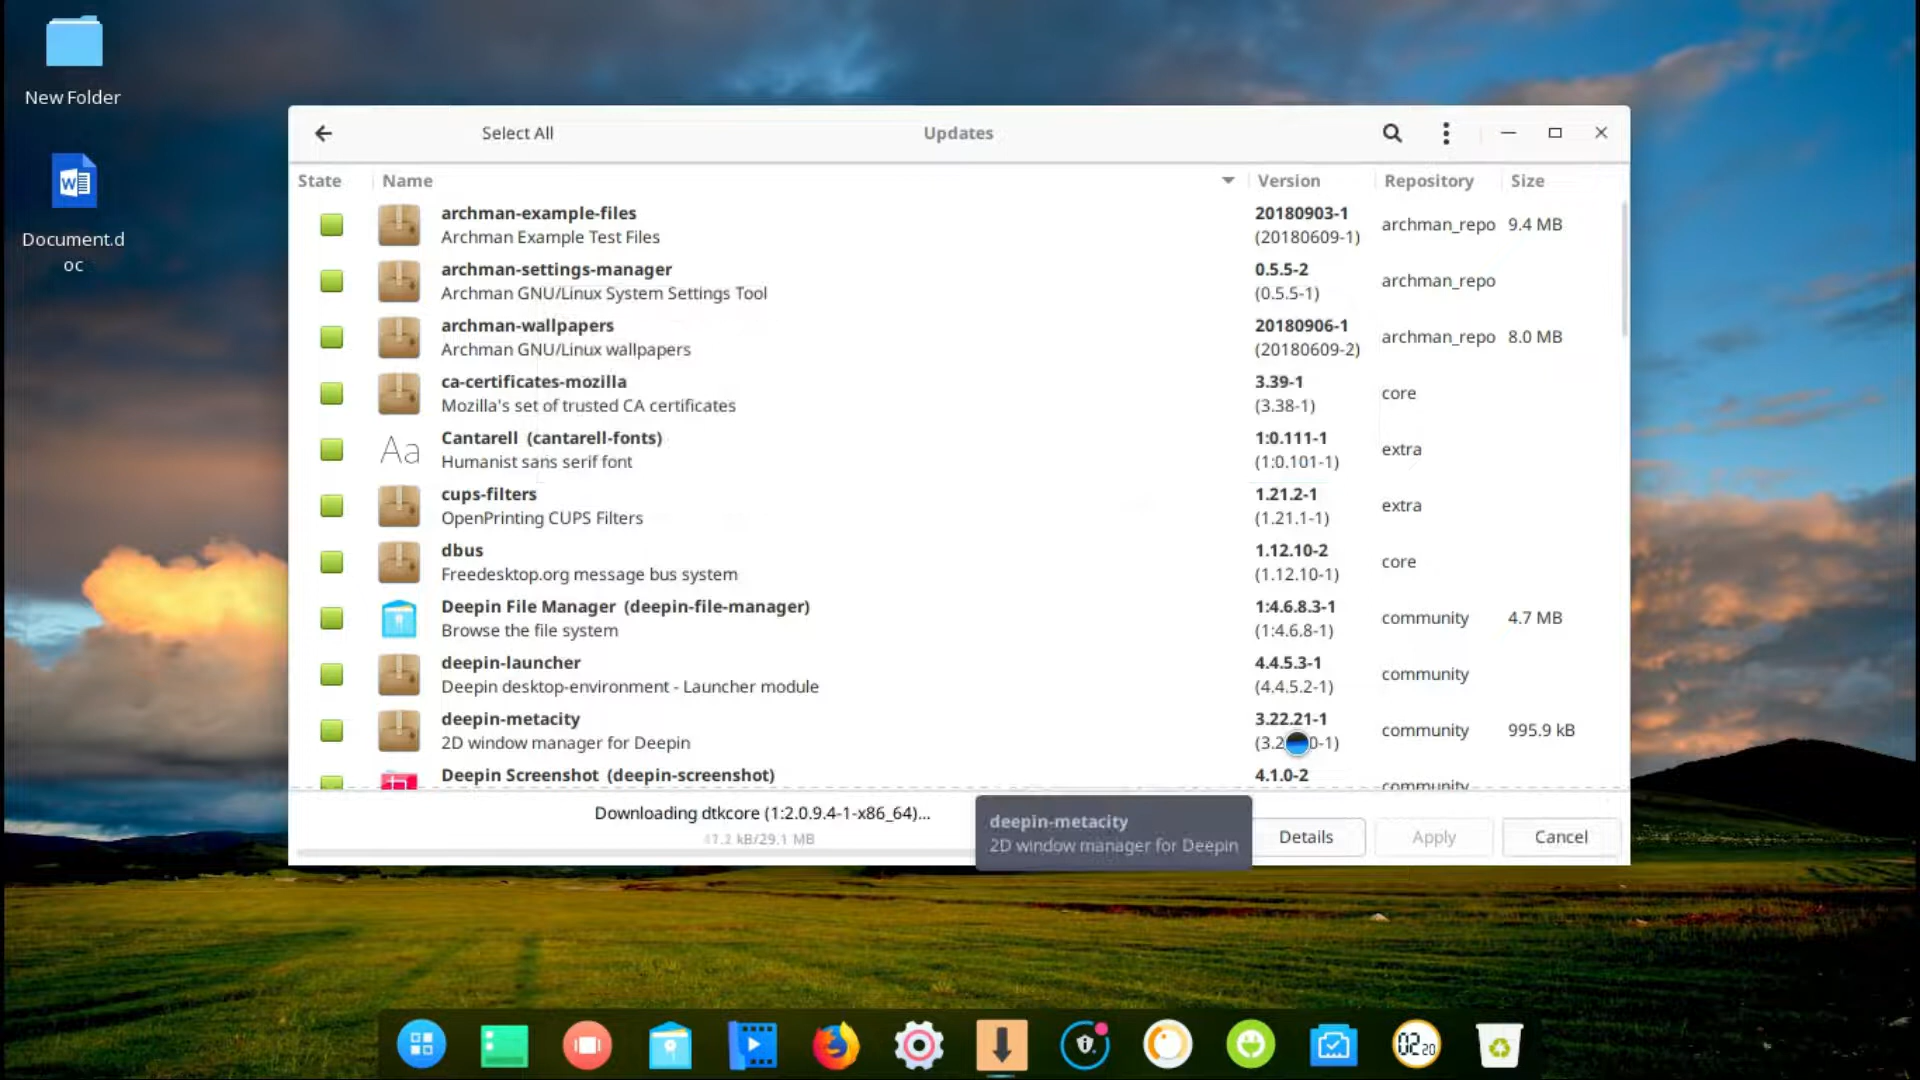 New Folder
Document.d
oc
Select All
Updates
State
Name
Version
Repository
Size
archman-example-files
Archman Example Test Files
20180903-1
(20180609-1)
archman_repo
9.4 MB
archman-settings-manager
Archman GNU/Linux System Settings Tool
0.5.5-2
(0.5.5-1)
archman_repo
archman-wallpapers
Archman GNU/Linux wallpapers
20180906-1
(20180609-2)
archman_repo
8.0 MB
ca-certificates-mozilla
Mozilla's set of trusted CA certificates
3.39-1
(3.38-1)
core
Aa
Cantarell (cantarell-fonts)
Humanist sans serif font
1:0.111-1
(1:0.101-1)
extra
cups-filters
OpenPrinting CUPS Filters
1.21.2-1
(1.21.1-1)
extra
dbus
Freedesktop.org message bus system
1.12.10-2
(1.12.10-1)
core
Deepin File Manager (deepin-file-manager)
Browse the file system
1:4.6.8.3-1
(1:4.6.8-1)
community
4.7 MB
deepin-launcher
Deepin desktop-environment - Launcher module
4.4.5.3-1
(4.4.5.2-1)
community
deepin-metacity
2D window manager for Deepin
3.22.21-1
community
995.9 kB
Deepin Screenshot (deepin-screenshot)
4.1.0-2
community
Downloading dtkcore (1:2.0.9.4-1-x86_64)...
47.2 kB/29.1 MB
deepin-metacity
2D window manager for Deepin
Details
Apply
Cancel
W
02 20